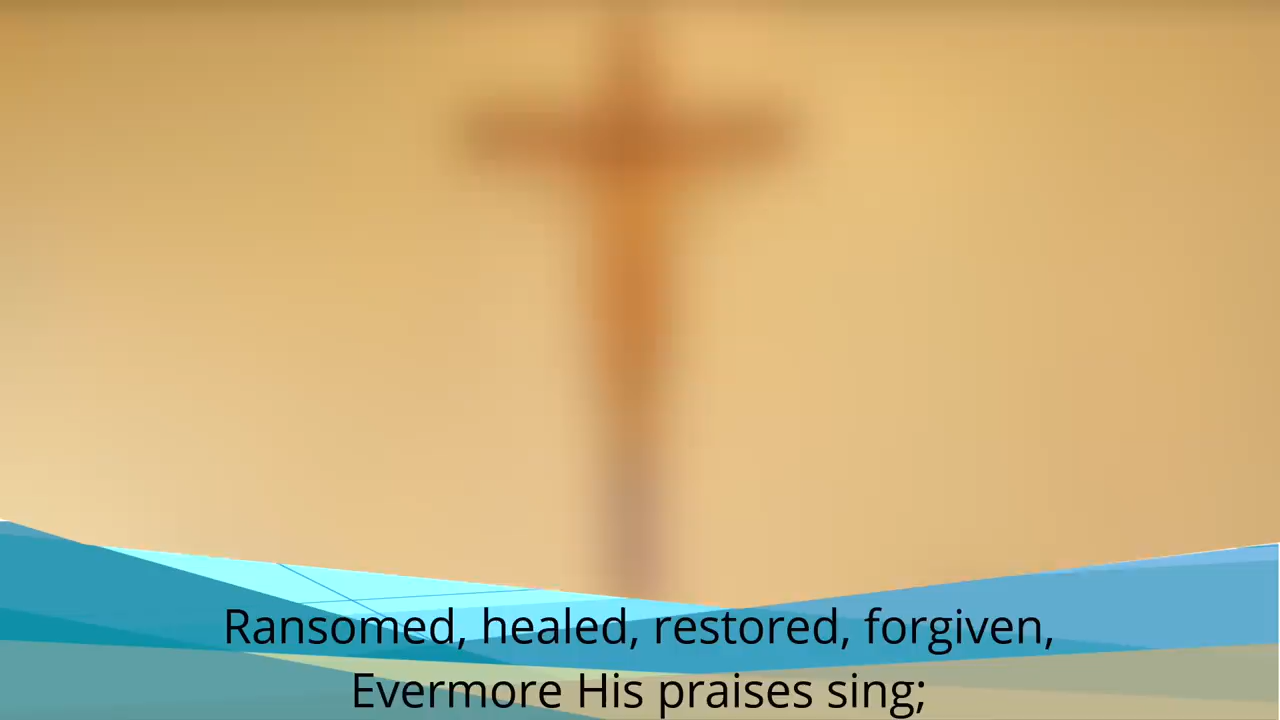 Ransomed, healed, restored, forgiven,
Evermore His praises sing;